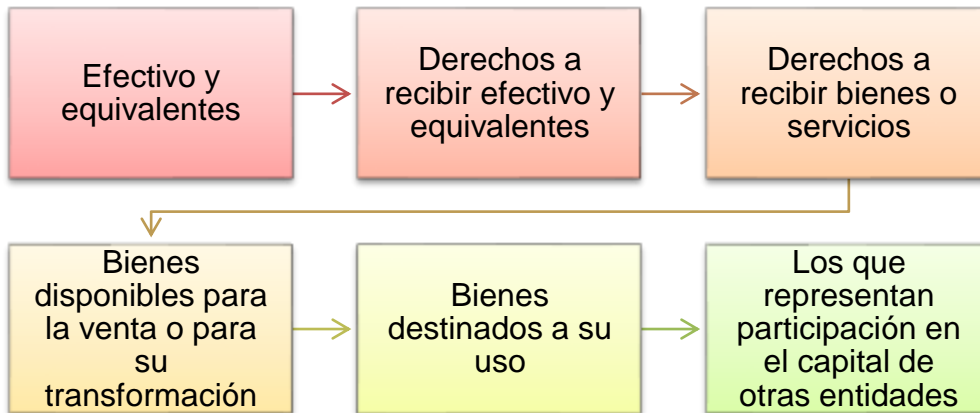 Efectivo y
equivalentes
Derechos a
recibir efectivo y
equivalentes
Derechos a
recibir bienes o
servicios
Bienes
disponibles para
la venta o para
su
transformación
Bienes
destinados a su
uso
Los que
representan
participación en
el capital de
otras entidades